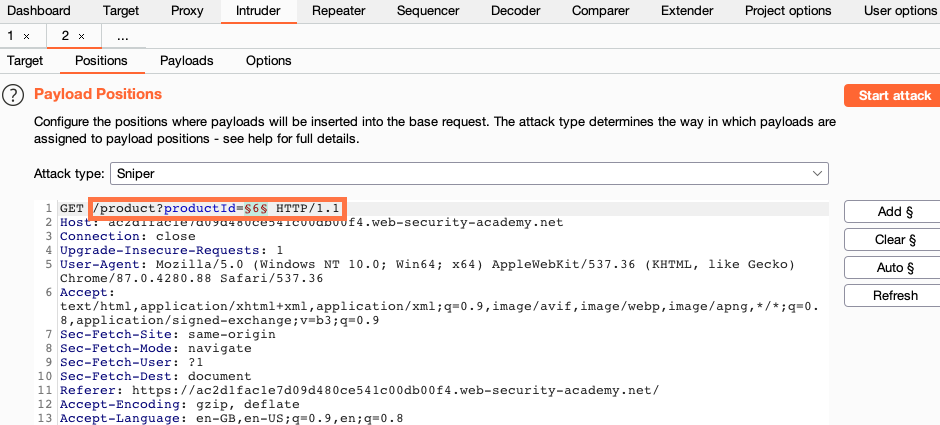 Dashboard Target Proxy Intruder Repeater Sequencer Decoder Comparer Extender Project options User options
1 × 2 × ...
Target Positions Payloads Options
? Payload Positions Start attack
Configure the positions where payloads will be inserted into the base request. The attack type determines the way in which payloads are
assigned to payload positions - see help for full details.
Attack type: Sniper
1 GET /product?productId=§6§ HTTP/1.1
2 Host: ac2d1fac1e7d09d480ce541c00db00f4.web-security-academy.net
3 Connection: close
4 Upgrade-Insecure-Requests: 1
5 User-Agent: Mozilla/5.0 (Windows NT 10.0; Win64; x64) AppleWebKit/537.36 (KHTML, like Gecko)
Chrome/87.0.4280.88 Safari/537.36
6 Accept:
text/html,application/xhtml+xml,application/xml;q=0.9,image/avif,image/webp,image/apng,*/*;q=0.
8,application/signed-exchange;v=b3;q=0.9
7 Sec-Fetch-Site: same-origin
8 Sec-Fetch-Mode: navigate
9 Sec-Fetch-User: ?1
10 Sec-Fetch-Dest: document
11 Referer: https://ac2d1fac1e7d09d480ce541c00db00f4.web-security-academy.net/
12 Accept-Encoding: gzip, deflate
13 Accept-Language: en-GB,en-US;q=0.9,en;q=0.8
Add §
Clear §
Auto §
Refresh